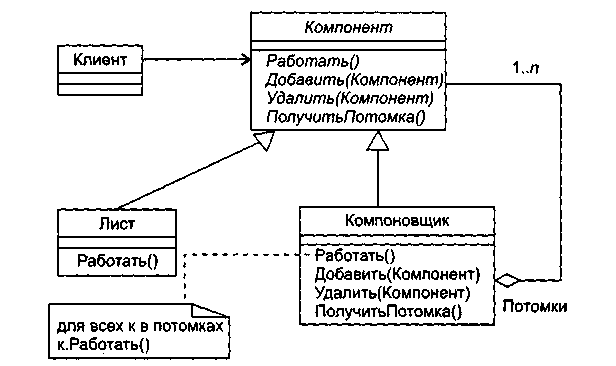 Компонент
Клиент
Работать()
Добавить(Компонент)
Удалить(Компонент)
ПолучитьПотомка()
1..n
Лист
Работать()
Компоновщик
Работать()
Добавить(Компонент)
Удалить(Компонент)
ПолучитьПотомка()
Потомки
для всех к в потомках
к.Работать()